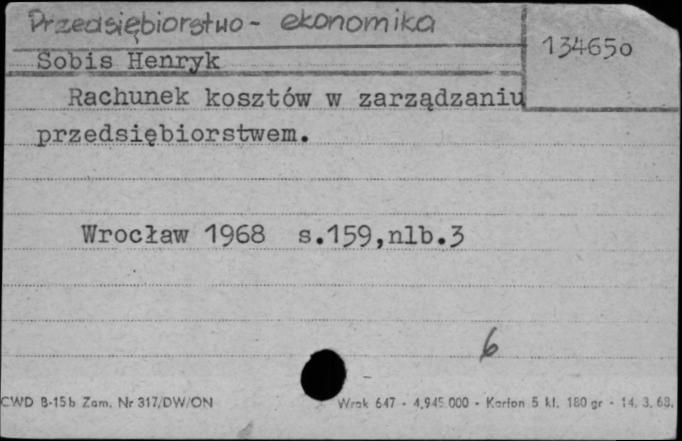 Przedsiębiorstwo - ekonomika
134650
Sobis Henryk
Rachunek kosztów w zarządzaniu
przedsiębiorstwem.
Wrocław 1968 s.159,nlb.3
6
CWD B-15b Zam. Nr 317/DW/ON
Wrok 647 - 4.945.000 - Karton 5 kl. 180 gr - 14. 3. 68.